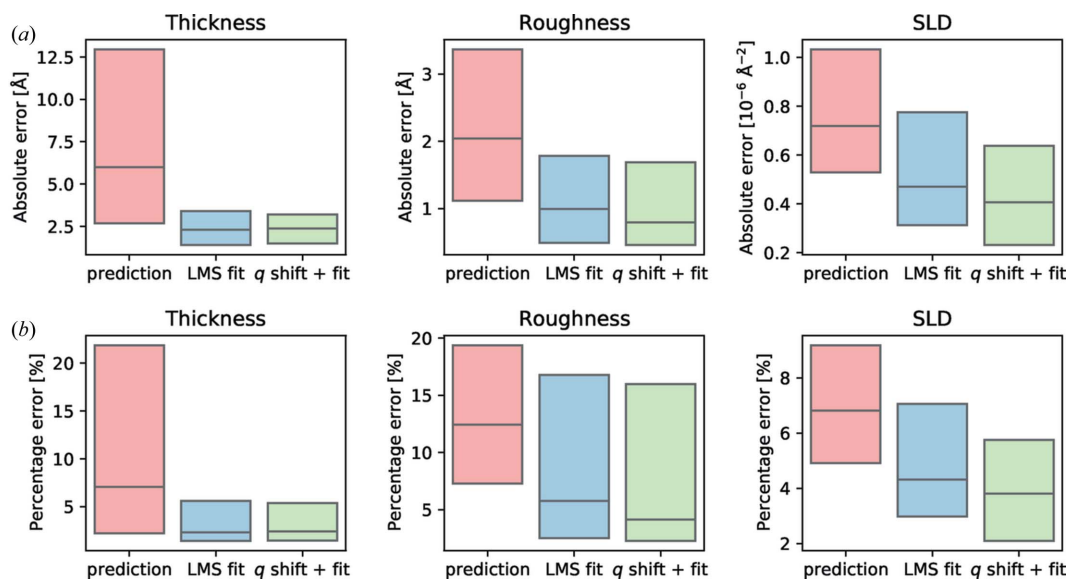 (a)
Thickness
Roughness
SLD
Absolute error [Å]
12.5
10.0
7.5
5.0
2.5
prediction LMS fit q shift + fit
Absolute error [Å]
3
2
1
prediction LMS fit q shift + fit
Absolute error [10⁻⁶ Å⁻²]
1.0
0.8
0.6
0.4
0.2
prediction LMS fit q shift + fit
(b)
Thickness
Roughness
SLD
Percentage error [%]
20
15
10
5
prediction LMS fit q shift + fit
Percentage error [%]
20
15
10
5
prediction LMS fit q shift + fit
Percentage error [%]
8
6
4
2
prediction LMS fit q shift + fit